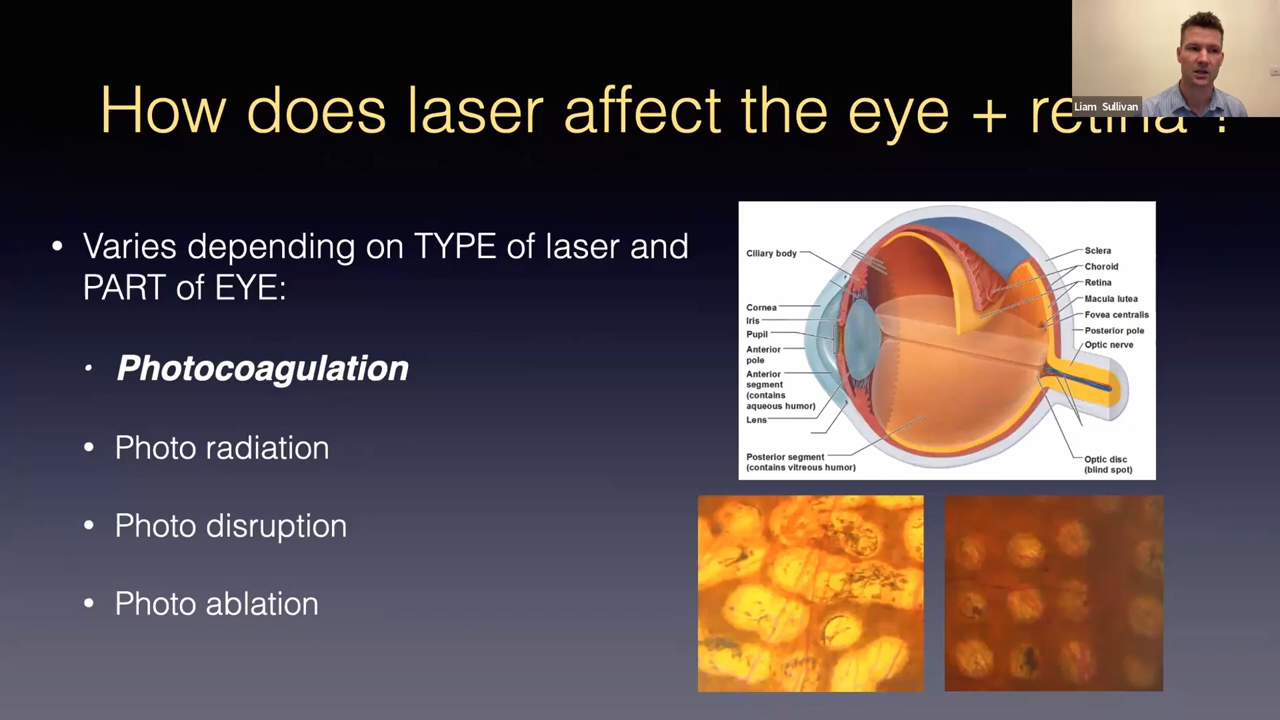 How does laser affect the eye + retina ?
Liam Sullivan
• Varies depending on TYPE of laser and
PART of EYE:
• Photocoagulation
• Photo radiation
• Photo disruption
• Photo ablation
Ciliary body
Cornea
Iris
Pupil
Anterior
pole
Anterior
segment
(contains
aqueous humor)
Lens
Posterior segment
(contains vitreous humor)
Sclera
Choroid
Retina
Macula lutea
Fovea centralis
Posterior pole
Optic nerve
Optic disc
(blind spot)